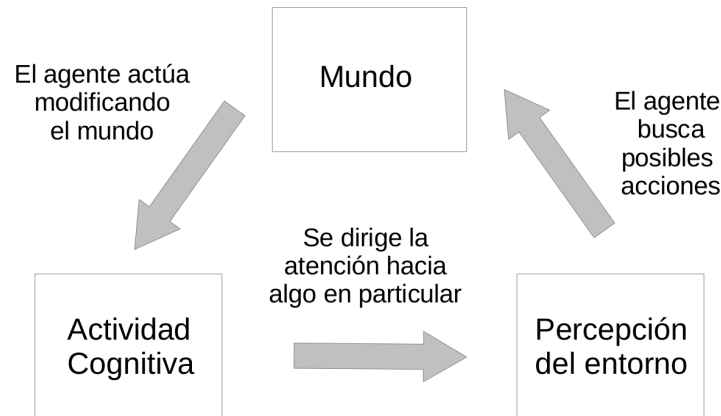 Mundo
El agente actúa
modificando
el mundo
El agente
busca
posibles
acciones
Se dirige la
atención hacia
algo en particular
Actividad
Cognitiva
Percepción
del entorno